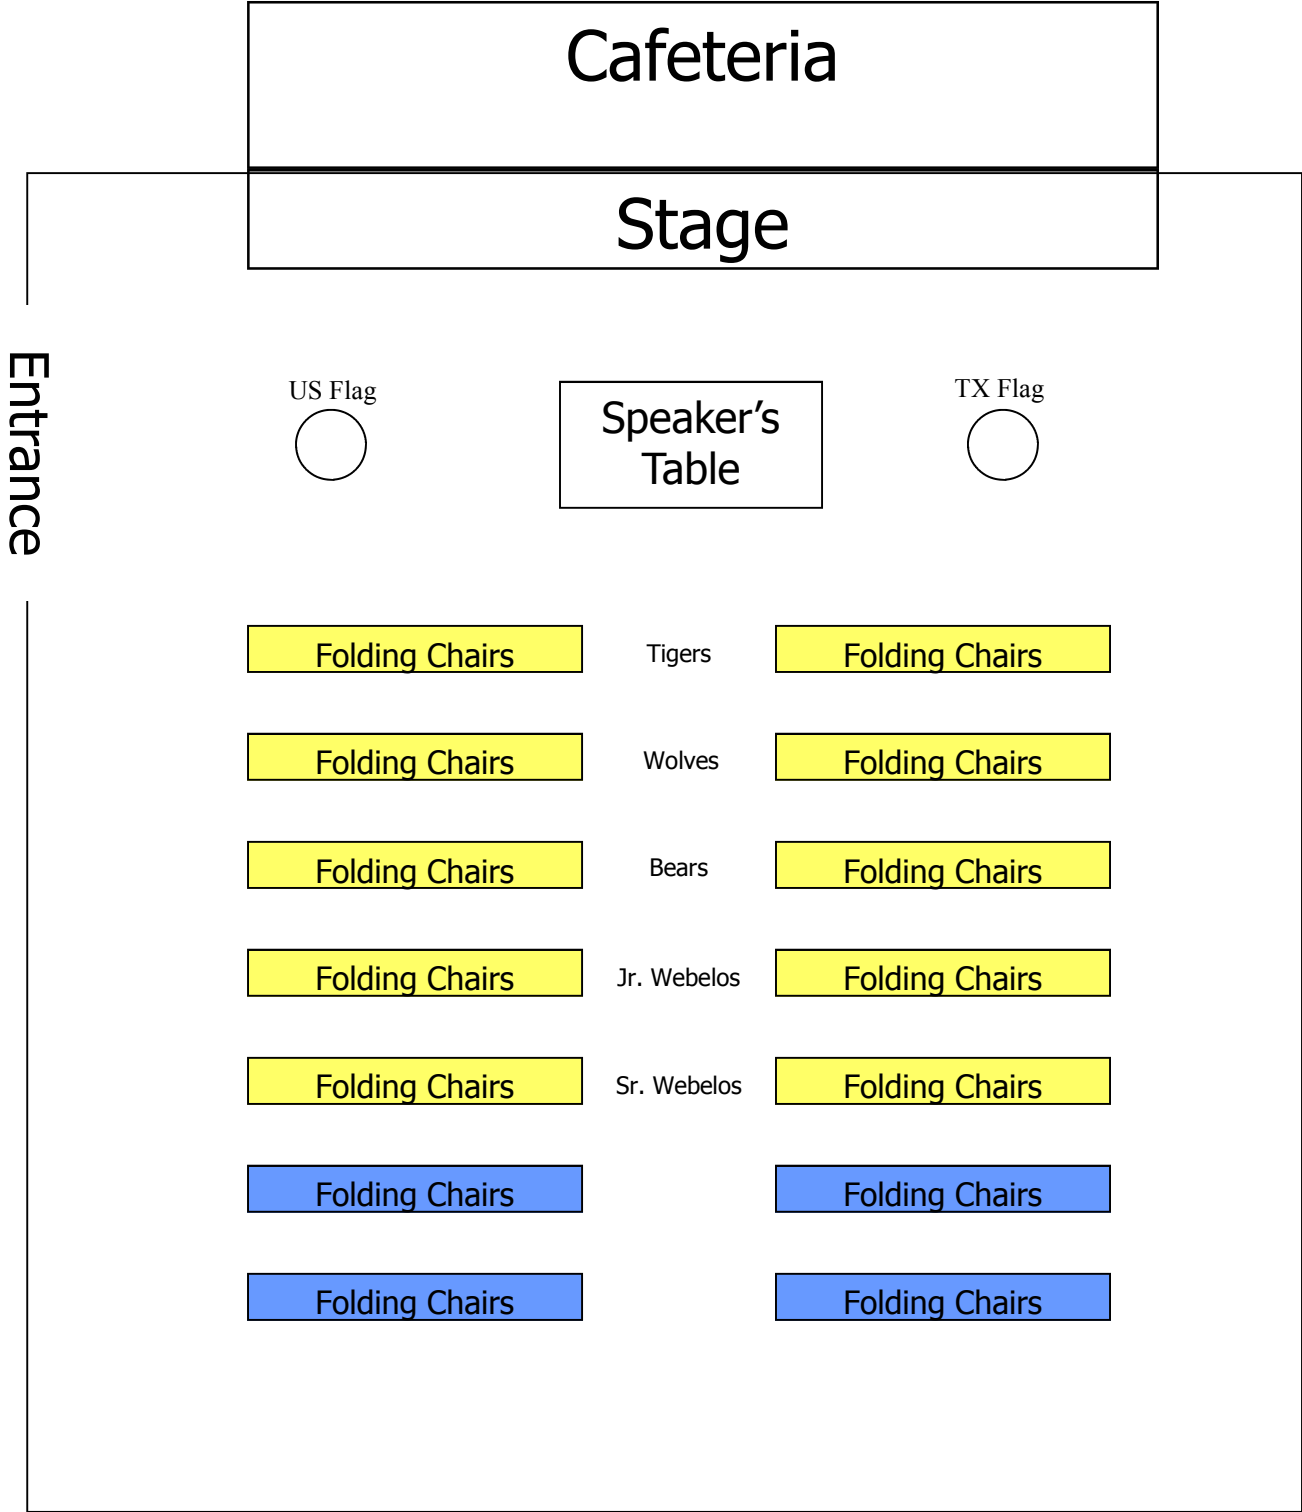 Cafeteria
Stage
Entrance
US Flag
Speaker’s
Table
TX Flag
Folding Chairs
Tigers
Folding Chairs
Folding Chairs
Wolves
Folding Chairs
Folding Chairs
Bears
Folding Chairs
Folding Chairs
Jr. Webelos
Folding Chairs
Folding Chairs
Sr. Webelos
Folding Chairs
Folding Chairs
Folding Chairs
Folding Chairs
Folding Chairs